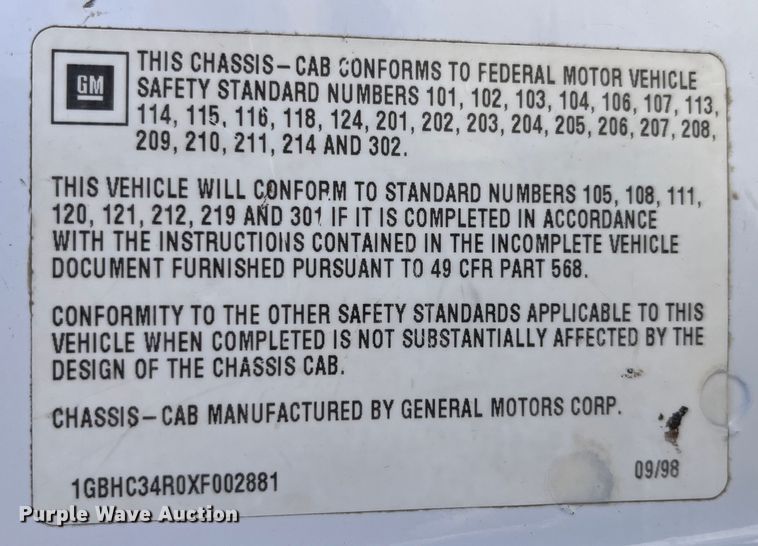 GM
THIS CHASSIS-CAB CONFORMS TO FEDERAL MOTOR VEHICLE
SAFETY STANDARD NUMBERS 101, 102, 103, 104, 106, 107, 113,
114, 115, 116, 118, 124, 201, 202, 203, 204, 205, 206, 207, 208,
209, 210, 211, 214 AND 302.
THIS VEHICLE WILL CONFORM TO STANDARD NUMBERS 105, 108, 111,
120, 121, 212, 219 AND 301 IF IT IS COMPLETED IN ACCORDANCE
WITH THE INSTRUCTIONS CONTAINED IN THE INCOMPLETE VEHICLE
DOCUMENT FURNISHED PURSUANT TO 49 CFR PART 568.
CONFORMITY TO THE OTHER SAFETY STANDARDS APPLICABLE TO THIS
VEHICLE WHEN COMPLETED IS NOT SUBSTANTIALLY AFFECTED BY THE
DESIGN OF THE CHASSIS CAB.
CHASSIS-CAB MANUFACTURED BY GENERAL MOTORS CORP.
09/98
1GBHC34R0XF002881
Purple Wave Auction